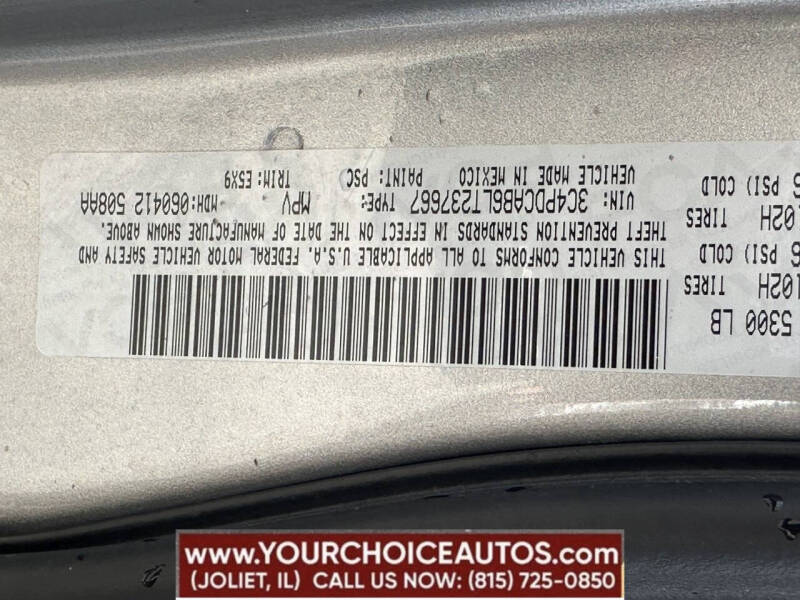 5300 LB
102H TIRES
6 PSI) COLD
102H TIRES
6 PSI) COLD
THIS VEHICLE CONFORMS TO ALL APPLICABLE U.S.A. FEDERAL MOTOR VEHICLE SAFETY AND
THEFT PREVENTION STANDARDS IN EFFECT ON THE DATE OF MANUFACTURE SHOWN ABOVE.
VIN: 3C4PDCAB6LT237667 TYPE: MPV MDH: 060412 508AA
VEHICLE MADE IN MEXICO PAINT: PSC TRIM: E5X9
WWW.YOURCHOICEAUTOS.com
(JOLIET, IL) CALL US NOW: (815) 725-0850